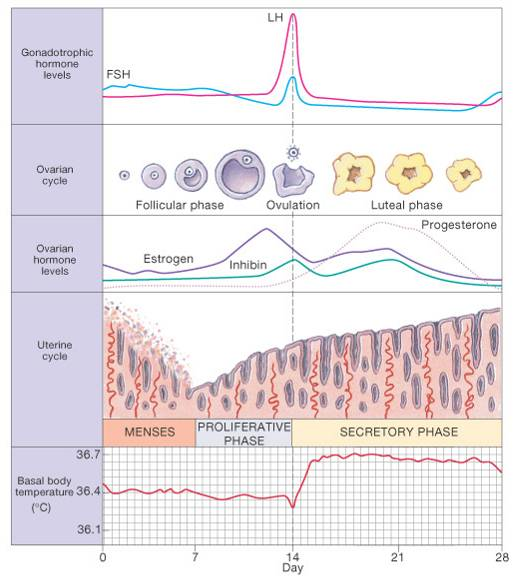 LH
Gonadotrophic
hormone
levels
FSH
Ovarian
cycle
Follicular phase
Ovulation
Luteal phase
Progesterone
Ovarian
hormone
levels
Estrogen
Inhibin
Uterine
cycle
MENSES
PROLIFERATIVE
PHASE
SECRETORY PHASE
36.7
Basal body
temperature 36.4
(°C)
36.1
0
7
14
21
28
Day